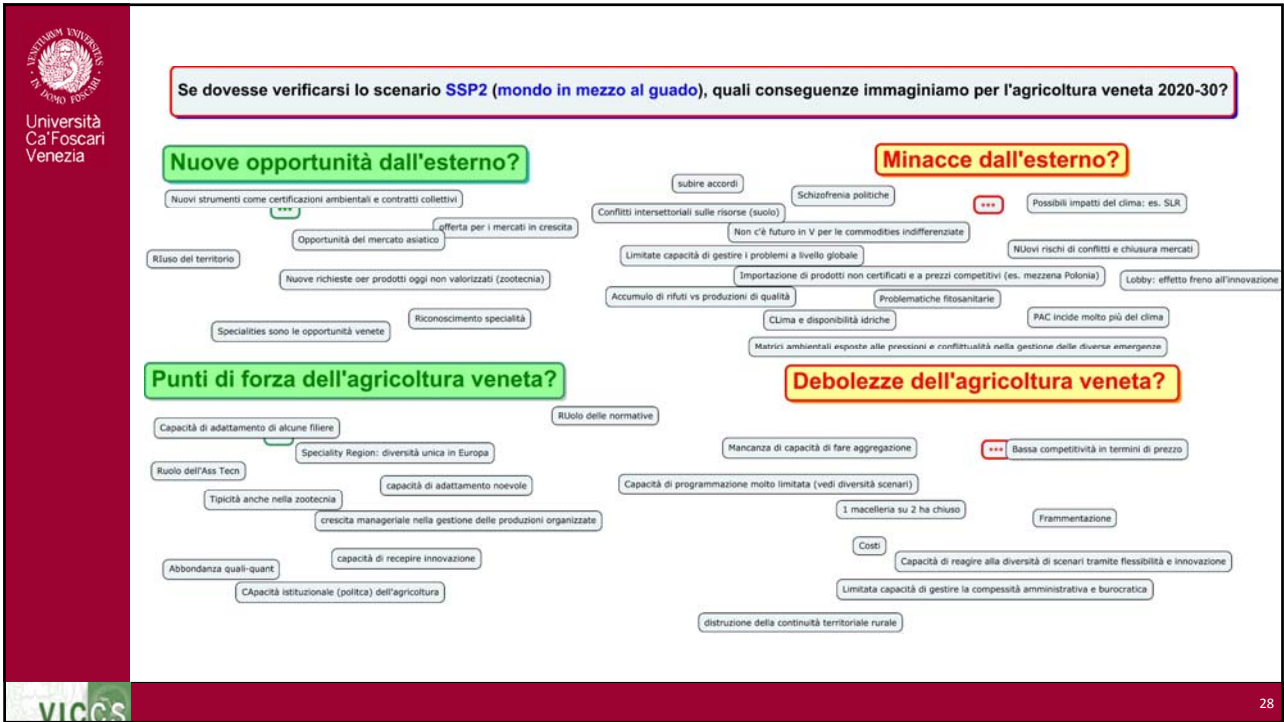 VENETIARUM UNIVERSITAS
IN DOMO FOSCARI
Università
Ca'Foscari
Venezia
Se dovesse verificarsi lo scenario SSP2 (mondo in mezzo al guado), quali conseguenze immaginiamo per l'agricoltura veneta 2020-30?
Nuove opportunità dall'esterno?
Nuovi strumenti come certificazioni ambientali e contratti collettivi
offerta per i mercati in crescita
Opportunità del mercato asiatico
RIuso del territorio
Nuove richieste oer prodotti oggi non valorizzati (zootecnia)
Riconoscimento specialità
Specialities sono le opportunità venete
Minacce dall'esterno?
subire accordi
Schizofrenia politiche
Possibili impatti del clima: es. SLR
Conflitti intersettoriali sulle risorse (suolo)
Non c'è futuro in V per le commodities indifferenziate
NUovi rischi di conflitti e chiusura mercati
Limitate capacità di gestire i problemi a livello globale
Importazione di prodotti non certificati e a prezzi competitivi (es. mezzena Polonia)
Lobby: effetto freno all'innovazione
Accumulo di rifuti vs produzioni di qualità
Problematiche fitosanitarie
CLima e disponibilità idriche
PAC incide molto più del clima
Matrici ambientali esposte alle pressioni e conflittualità nella gestione delle diverse emergenze
Punti di forza dell'agricoltura veneta?
RUolo delle normative
Capacità di adattamento di alcune filiere
Speciality Region: diversità unica in Europa
Ruolo dell'Ass Tecn
capacità di adattamento noevole
Tipicità anche nella zootecnia
crescita manageriale nella gestione delle produzioni organizzate
capacità di recepire innovazione
Abbondanza quali-quant
CApacità istituzionale (politca) dell'agricoltura
Debolezze dell'agricoltura veneta?
Mancanza di capacità di fare aggregazione
Bassa competitività in termini di prezzo
Capacità di programmazione molto limitata (vedi diversità scenari)
1 macelleria su 2 ha chiuso
Frammentazione
Costi
Capacità di reagire alla diversità di scenari tramite flessibilità e innovazione
Limitata capacità di gestire la compessità amministrativa e burocratica
distruzione della continuità territoriale rurale
VICCS
28